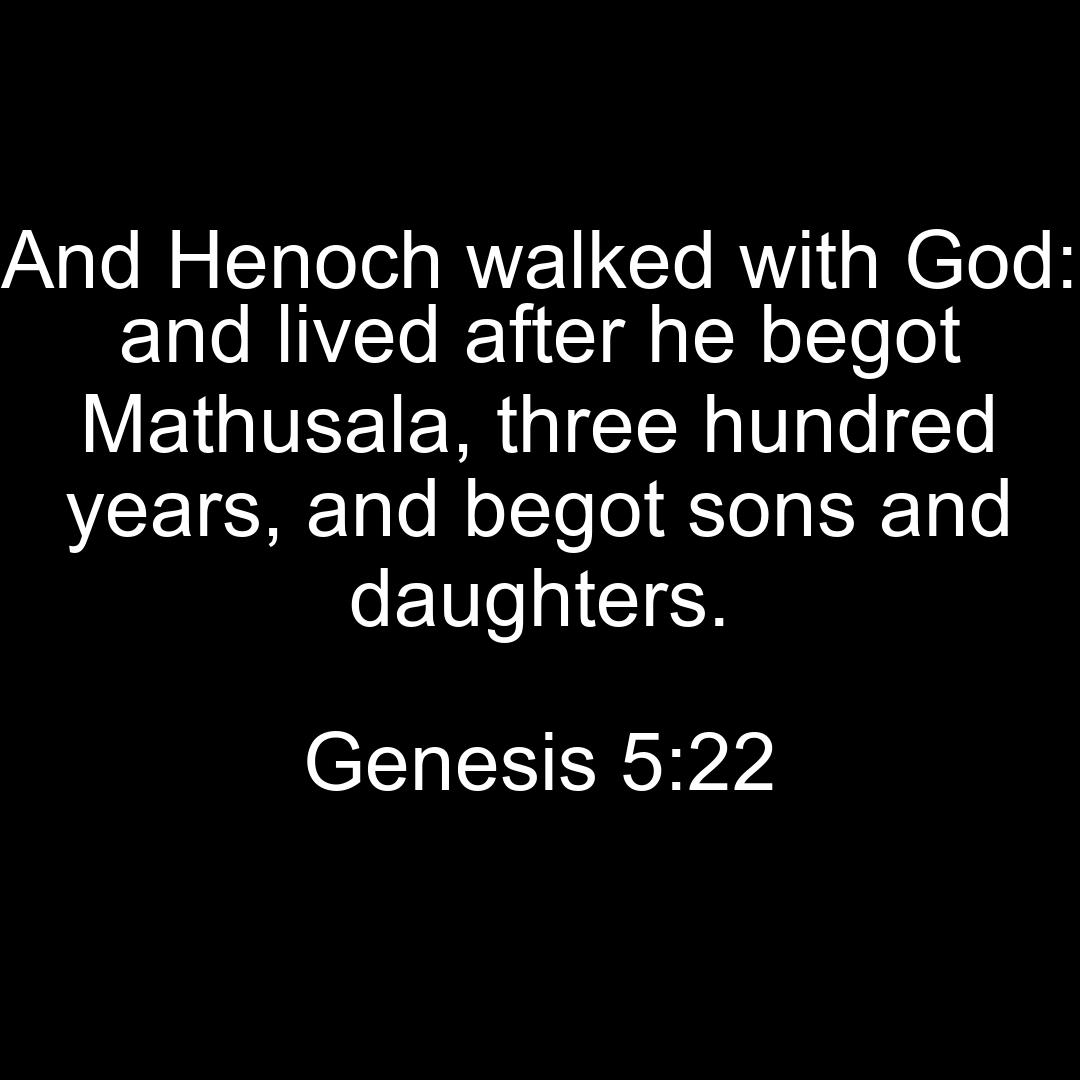 And Henoch walked with God:
and lived after he begot
Mathusala, three hundred
years, and begot sons and
daughters.
Genesis 5:22